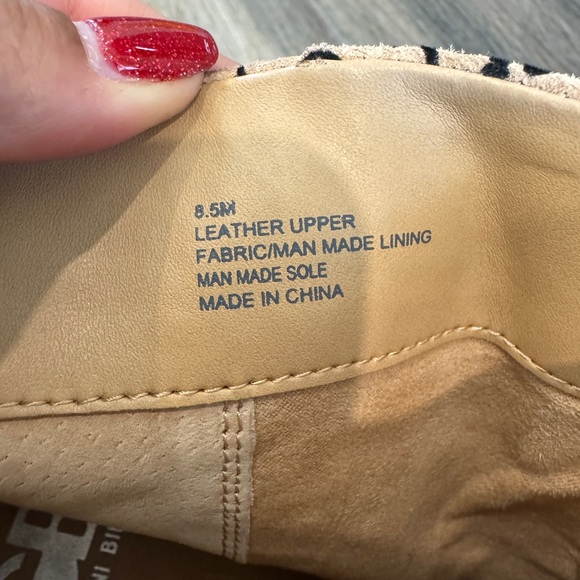 8.5M
LEATHER UPPER
FABRIC/MAN MADE LINING
MAN MADE SOLE
MADE IN CHINA